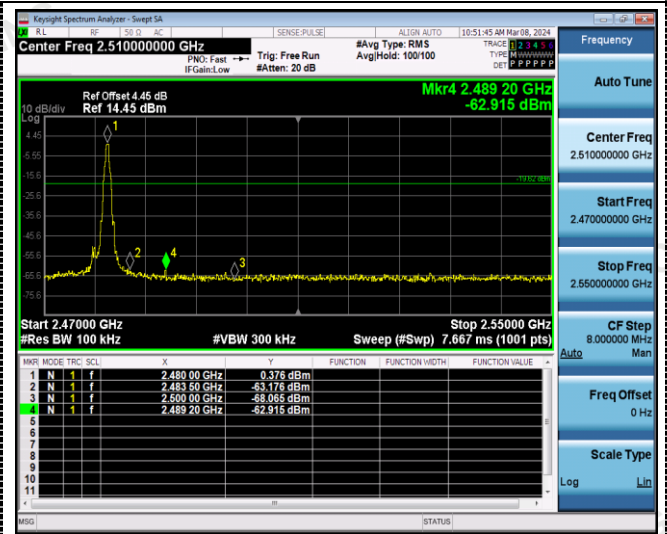 Keysight Spectrum Analyzer - Swept SA
RL RF 50 Ω AC SENSE:PULSE ALIGN AUTO 10:51:45 AM Mar 08, 2024
Center Freq 2.510000000 GHz
PNO: Fast
IFGain:Low
Trig: Free Run
#Atten: 20 dB
#Avg Type: RMS
Avg|Hold: 100/100
TRACE 1 2 3 4 5 6
TYPE M W W W W W
DET P P P P P P
Mkr4 2.489 20 GHz
-62.915 dBm
Ref Offset 4.45 dB
10 dB/div Ref 14.45 dBm
Log
1
4.45
-5.55
-15.6
-19.62 dBm
-25.6
-35.6
-45.6
-55.6
2 4 3
-65.6
-75.6
Start 2.47000 GHz Stop 2.55000 GHz
#Res BW 100 kHz #VBW 300 kHz Sweep (#Swp) 7.667 ms (1001 pts)
MKR MODE TRC SCL X Y FUNCTION FUNCTION WIDTH FUNCTION VALUE
1 N 1 f 2.480 00 GHz 0.376 dBm
2 N 1 f 2.483 50 GHz -63.176 dBm
3 N 1 f 2.500 00 GHz -68.065 dBm
4 N 1 f 2.489 20 GHz -62.915 dBm
5
6
7
8
9
10
11
MSG STATUS
Frequency
Auto Tune
Center Freq
2.510000000 GHz
Start Freq
2.470000000 GHz
Stop Freq
2.550000000 GHz
CF Step
8.000000 MHz
Auto Man
Freq Offset
0 Hz
Scale Type
Log Lin